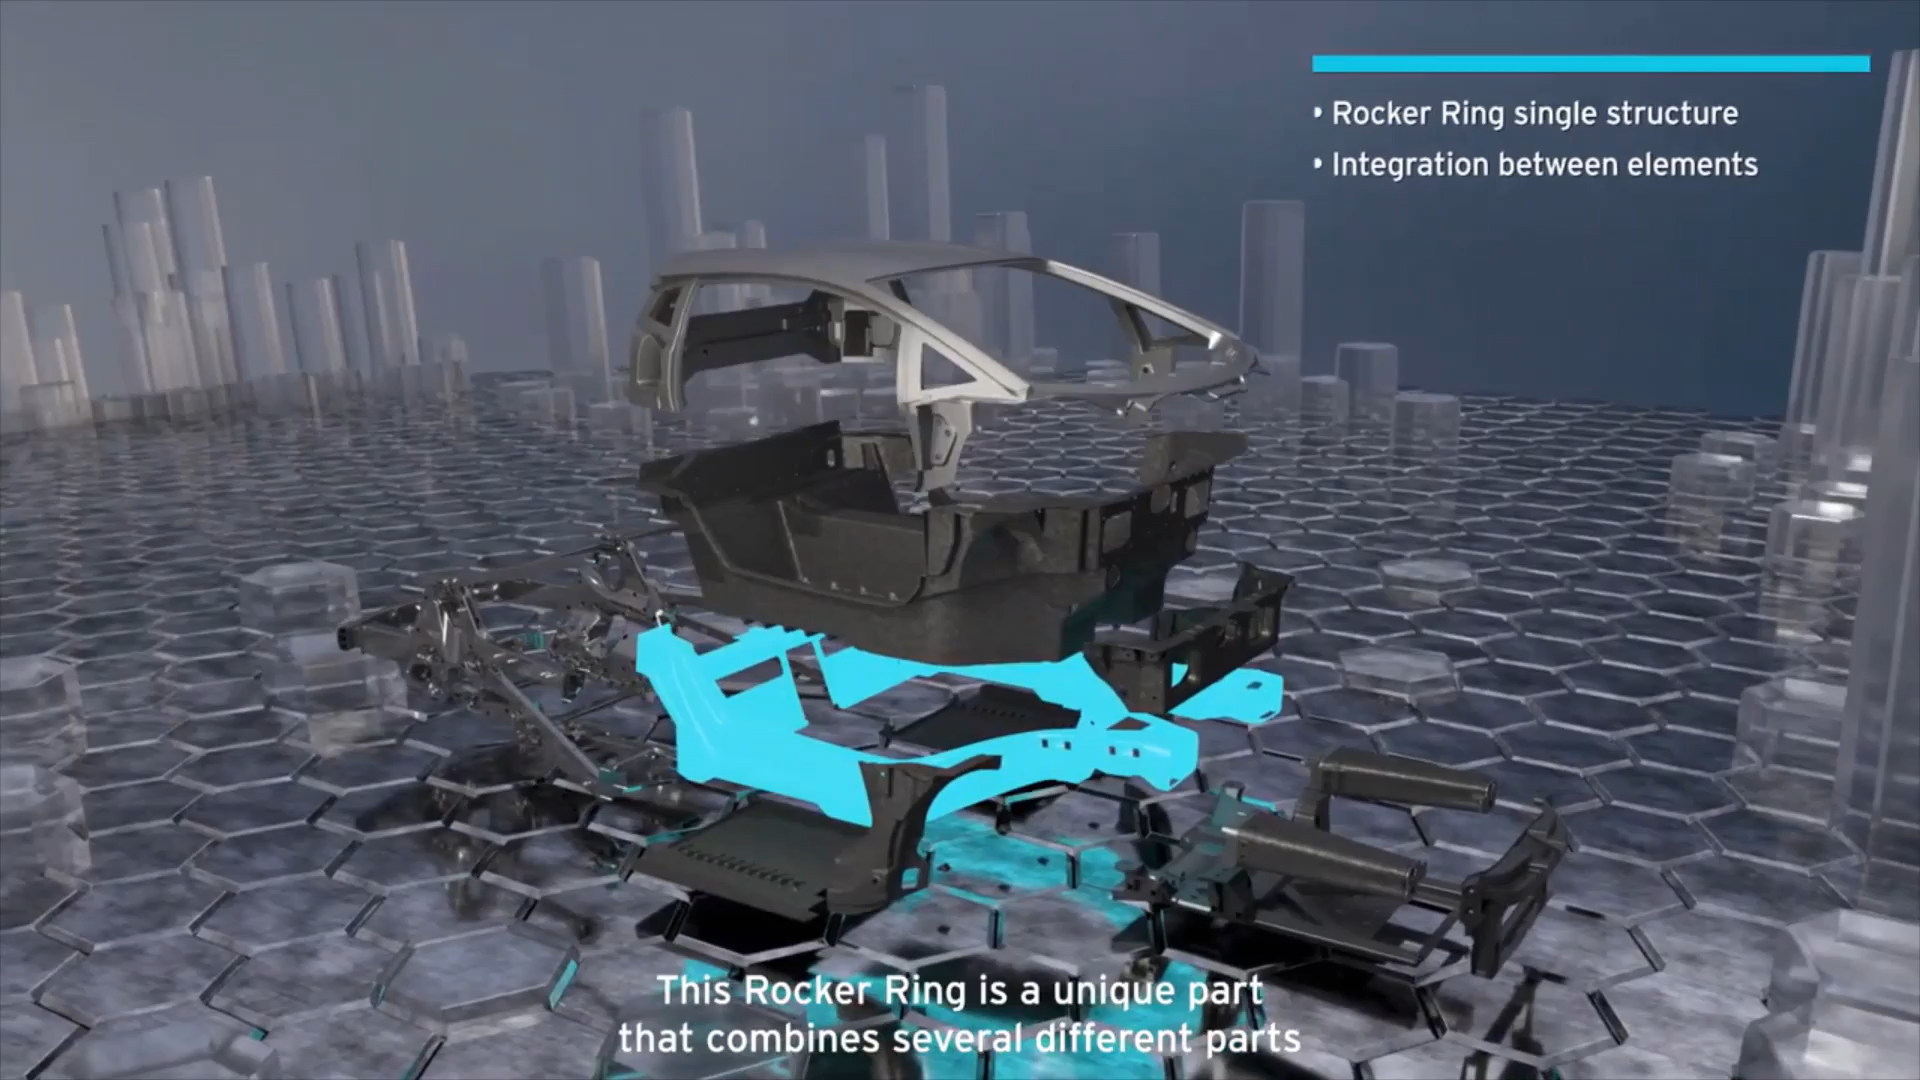 • Rocker Ring single structure
• Integration between elements
This Rocker Ring is a unique part
that combines several different parts